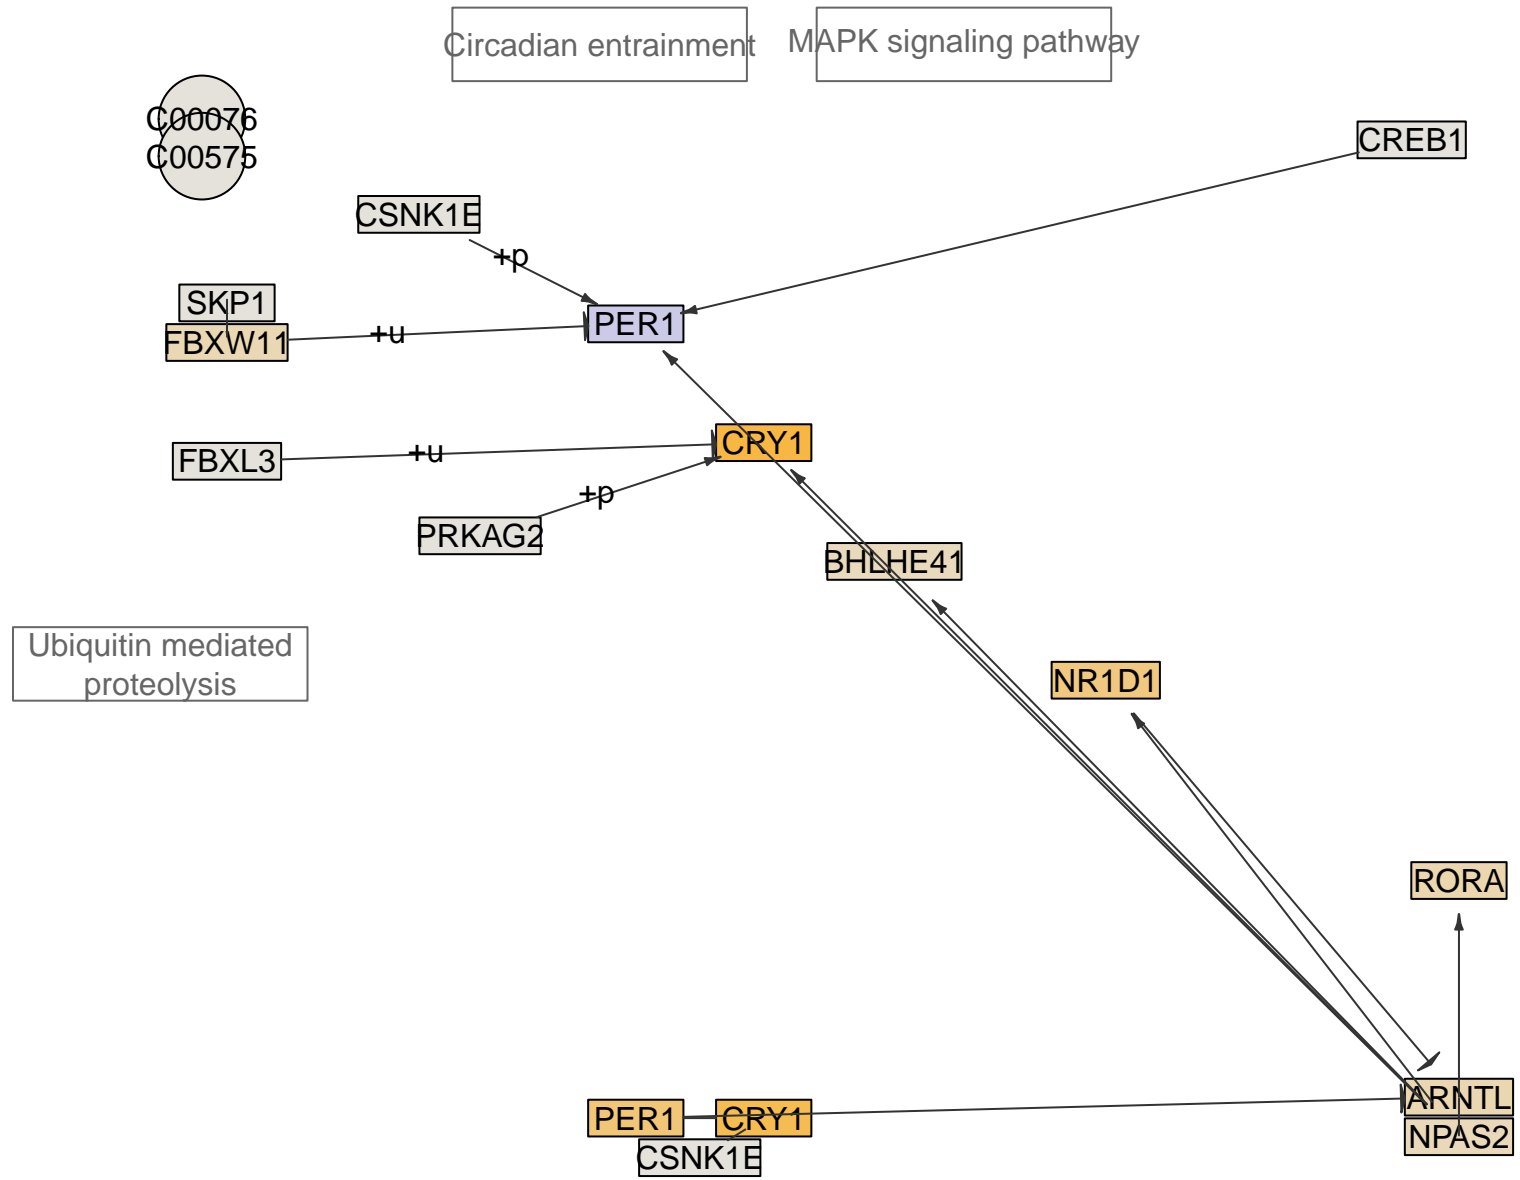 Circadian entrainment
MAPK signaling pathway
C00076
C00575
CREB1
CSNK1E
+p
SKP1
PER1
FBXW11
+u
CRY1
FBXL3
+u
+p
PRKAG2
BHLHE41
Ubiquitin mediated
proteolysis
NR1D1
RORA
ARNTL
PER1
CRY1
NPAS2
CSNK1E